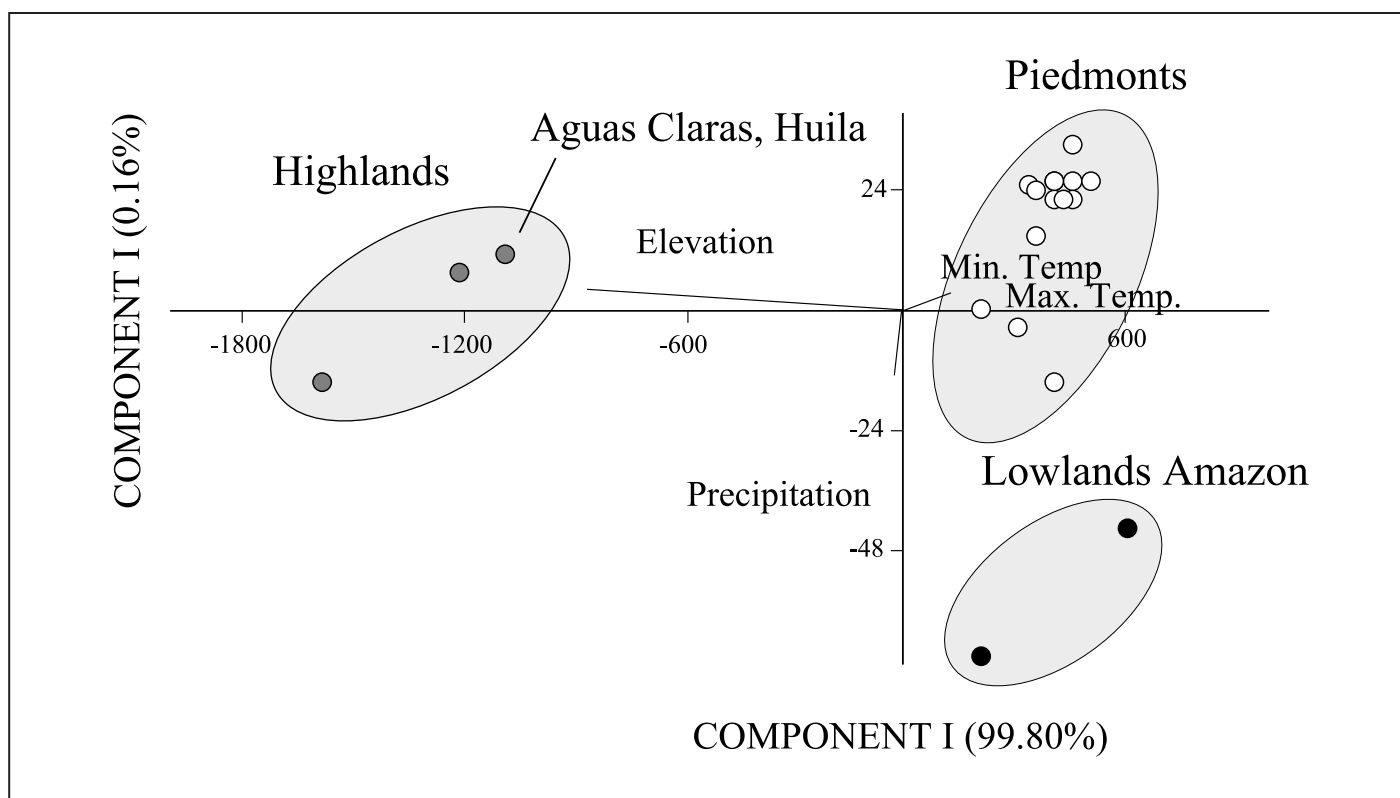 Piedmonts
Aguas Claras, Huila
Highlands
COMPONENT I (0.16%)
24
Elevation
Min. Temp
Max. Temp.
-1800
-1200
-600
600
-24
Lowlands Amazon
Precipitation
-48
COMPONENT I (99.80%)